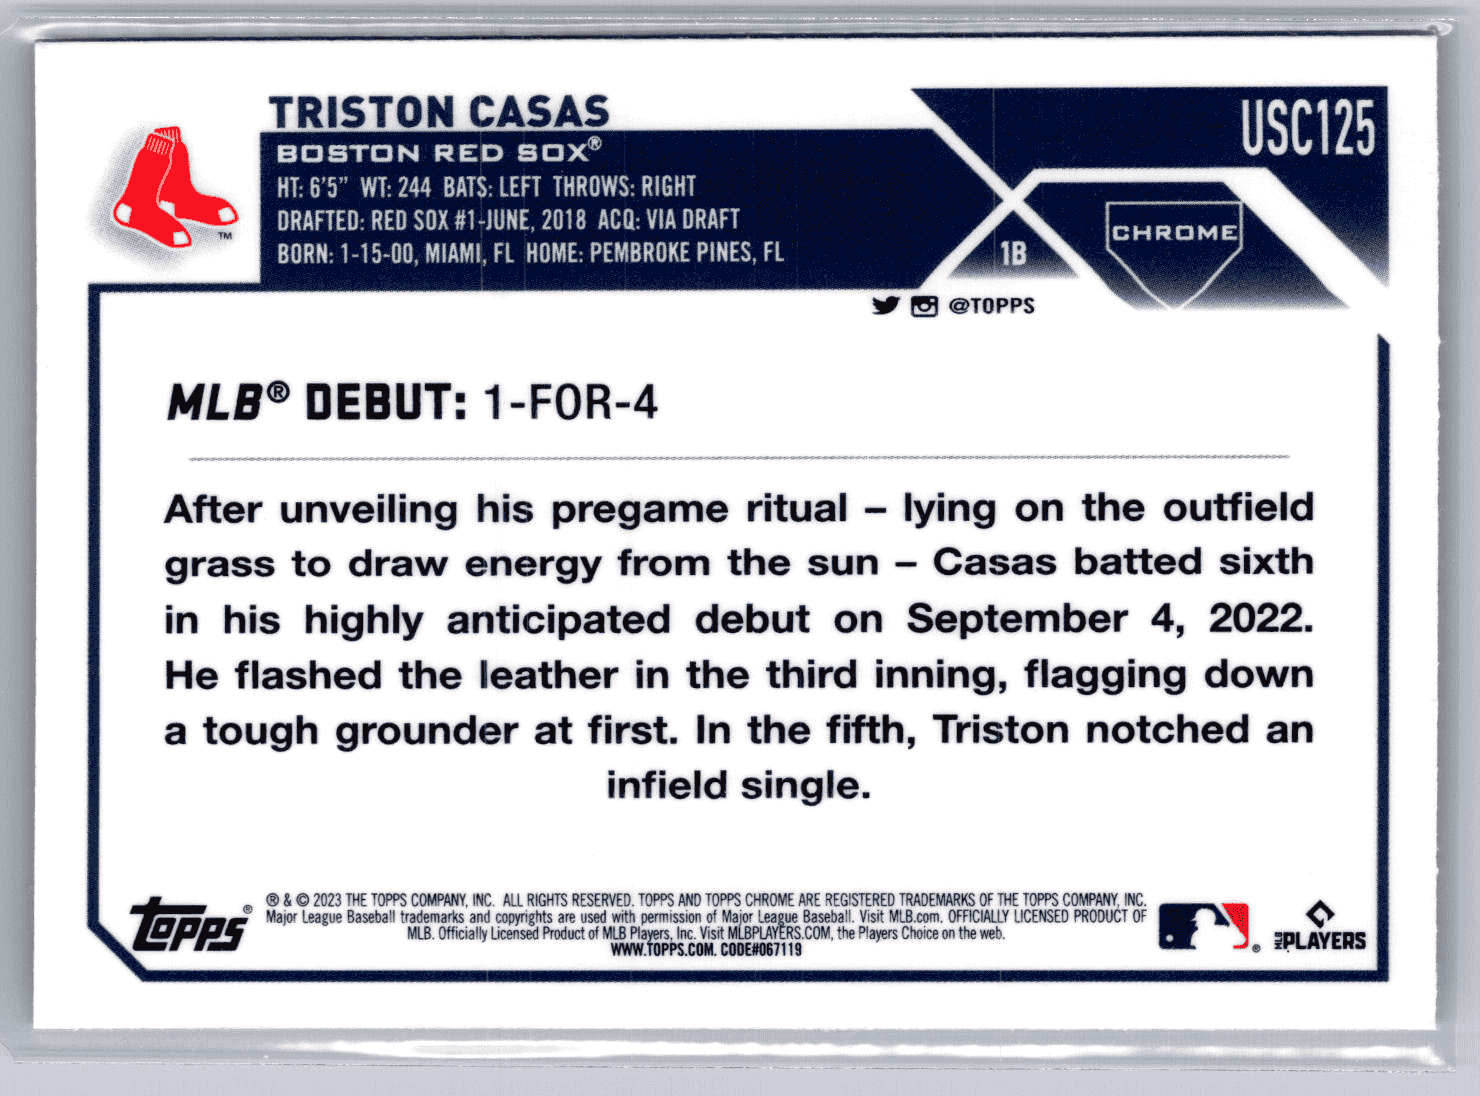 TRISTON CASAS
BOSTON RED SOX®
HT: 6'5" WT: 244 BATS: LEFT THROWS: RIGHT
DRAFTED: RED SOX #1-JUNE, 2018 ACQ: VIA DRAFT
BORN: 1-15-00, MIAMI, FL HOME: PEMBROKE PINES, FL
USC125
CHROME
1B
TM
@TOPPS
MLB® DEBUT: 1-FOR-4
After unveiling his pregame ritual – lying on the outfield
grass to draw energy from the sun – Casas batted sixth
in his highly anticipated debut on September 4, 2022.
He flashed the leather in the third inning, flagging down
a tough grounder at first. In the fifth, Triston notched an
infield single.
TOPPS®
® & © 2023 THE TOPPS COMPANY, INC. ALL RIGHTS RESERVED. TOPPS AND TOPPS CHROME ARE REGISTERED TRADEMARKS OF THE TOPPS COMPANY, INC.
Major League Baseball trademarks and copyrights are used with permission of Major League Baseball. Visit MLB.com. OFFICIALLY LICENSED PRODUCT OF
MLB. Officially Licensed Product of MLB Players, Inc. Visit MLBPLAYERS.COM, the Players Choice on the web.
WWW.TOPPS.COM. CODE#067119
®
MLB PLAYERS